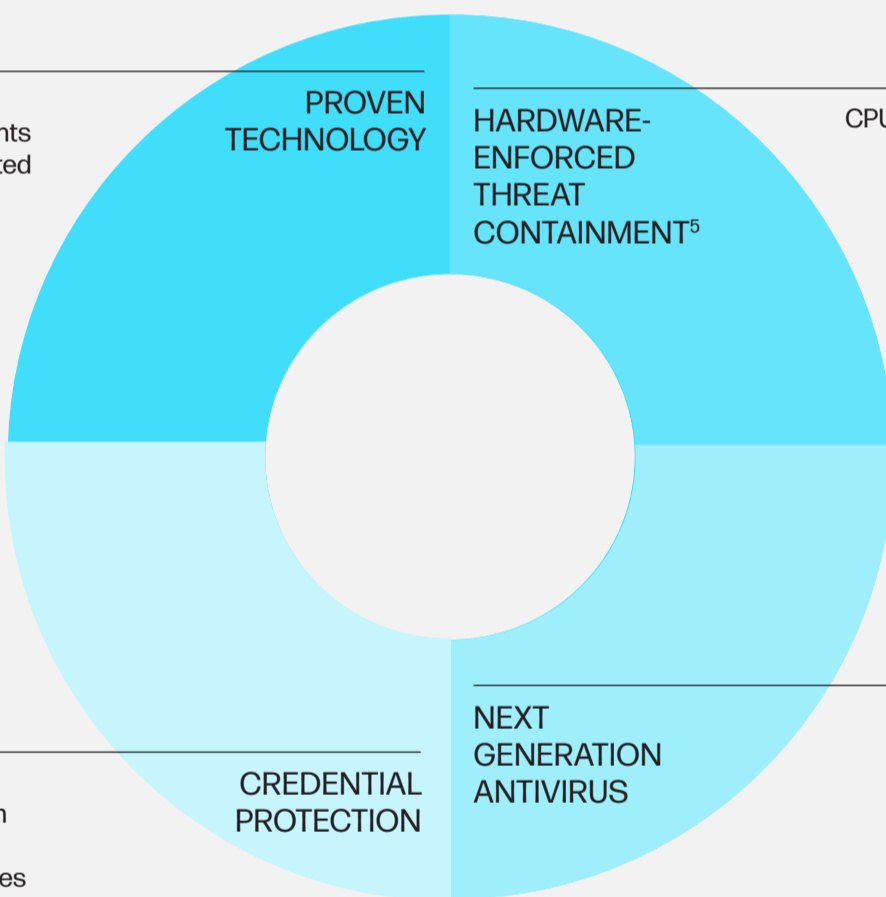 PROVEN
TECHNOLOGY
HARDWARE-
ENFORCED
THREAT
CONTAINMENT⁵
NEXT
GENERATION
ANTIVIRUS
CREDENTIAL
PROTECTION